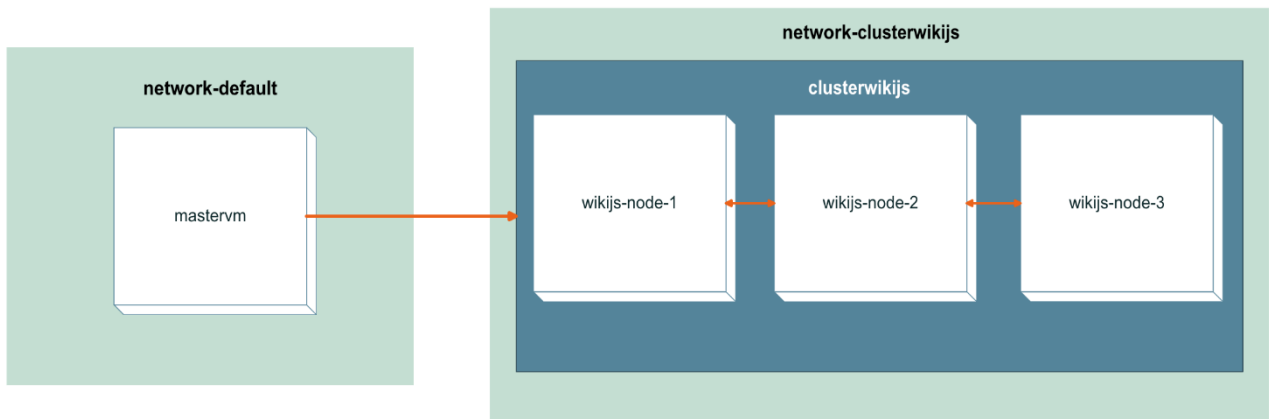 network-default
mastervm
network-clusterwikijs
clusterwikijs
wikijs-node-1
wikijs-node-2
wikijs-node-3